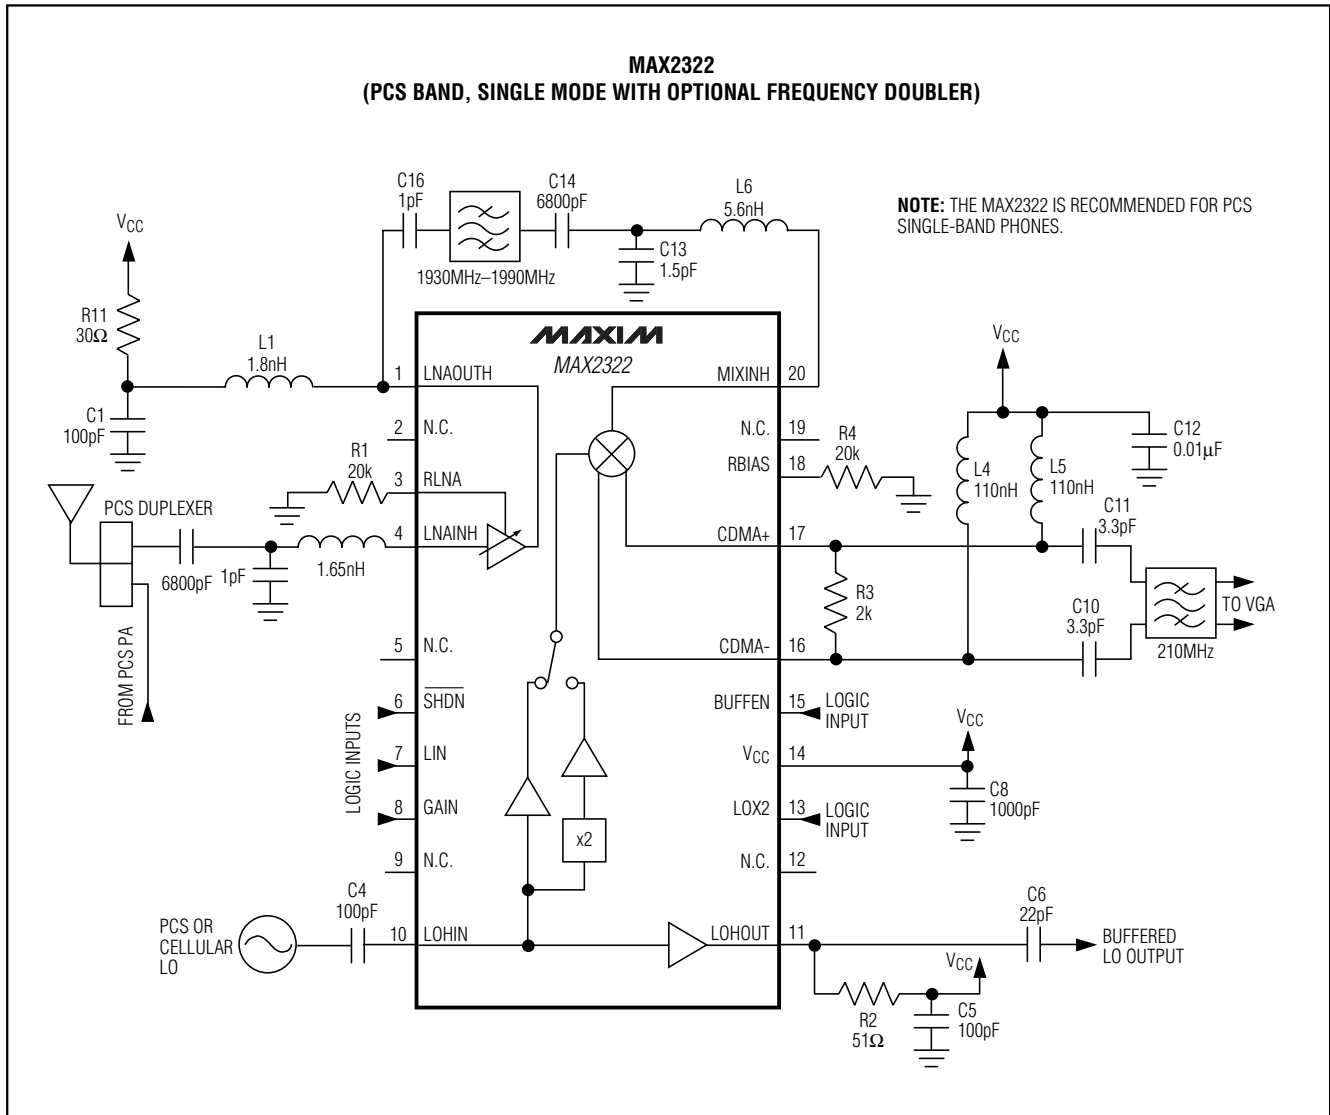 MAX2322
(PCS BAND, SINGLE MODE WITH OPTIONAL FREQUENCY DOUBLER)
NOTE: THE MAX2322 IS RECOMMENDED FOR PCS
SINGLE-BAND PHONES.
C16
1pF
C14
6800pF
L6
5.6nH
C13
1.5pF
1930MHz–1990MHz
VCC
R11
30Ω
L1
1.8nH
C1
100pF
MAXIM
MAX2322
1
LNAOUTH
2
N.C.
R1
20k
3
RLNA
PCS DUPLEXER
4
LNAINH
6800pF
1pF
1.65nH
FROM PCS PA
5
N.C.
LOGIC INPUTS
6
SHDN
7
LIN
8
GAIN
9
N.C.
C4
100pF
PCS OR
CELLULAR
LO
10
LOHIN
x2
MIXINH
20
N.C.
19
RBIAS
18
R4
20k
CDMA+
17
VCC
L4
110nH
L5
110nH
C12
0.01µF
C11
3.3pF
R3
2k
C10
3.3pF
TO VGA
210MHz
CDMA-
16
BUFFEN
15
LOGIC
INPUT
VCC
14
VCC
C8
1000pF
LOX2
13
LOGIC
INPUT
N.C.
12
LOHOUT
11
C6
22pF
BUFFERED
LO OUTPUT
VCC
R2
51Ω
C5
100pF